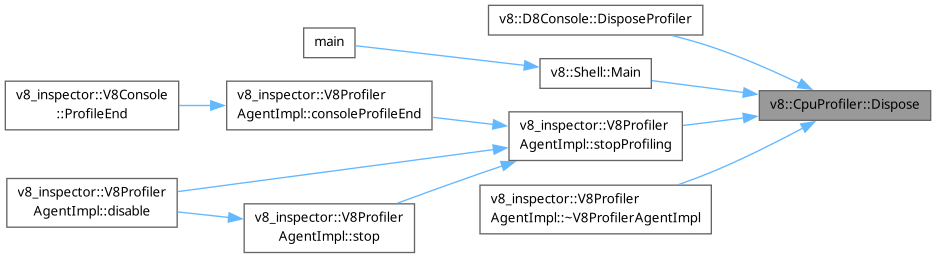 v8::D8Console::DisposeProfiler
main
v8::Shell::Main
v8_inspector::V8Console
::ProfileEnd
v8_inspector::V8Profiler
AgentImpl::consoleProfileEnd
v8::CpuProfiler::Dispose
v8_inspector::V8Profiler
AgentImpl::stopProfiling
v8_inspector::V8Profiler
AgentImpl::disable
v8_inspector::V8Profiler
AgentImpl::stop
v8_inspector::V8Profiler
AgentImpl::~V8ProfilerAgentImpl